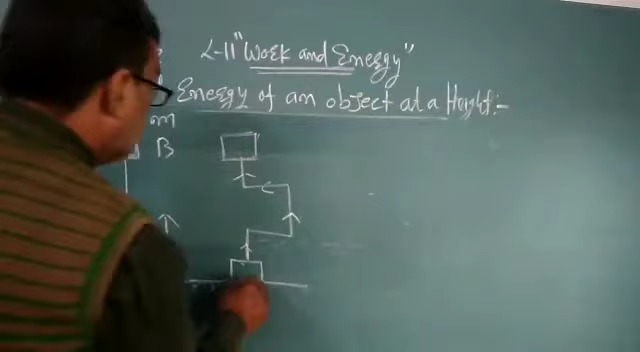 L-11 "Work and Energy"
Energy of an object at a Height:-
m
B